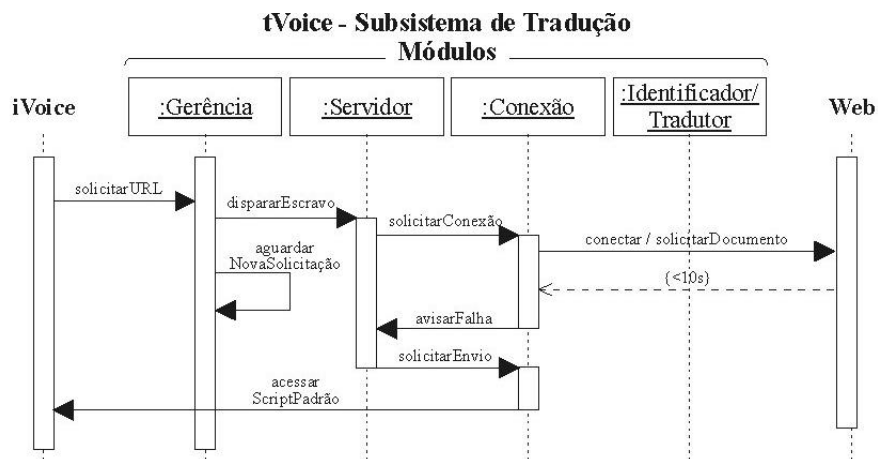 tVoice - Subsistema de Tradução
Módulos
iVoice
:Gerência
:Servidor
:Conexão
:Identificador/
Tradutor
Web
solicitarURL
dispararEscravo
solicitarConexão
conectar / solicitarDocumento
aguardar
NovaSolicitação
{<10s}
avisarFalha
solicitarEnvio
acessar
ScriptPadrão